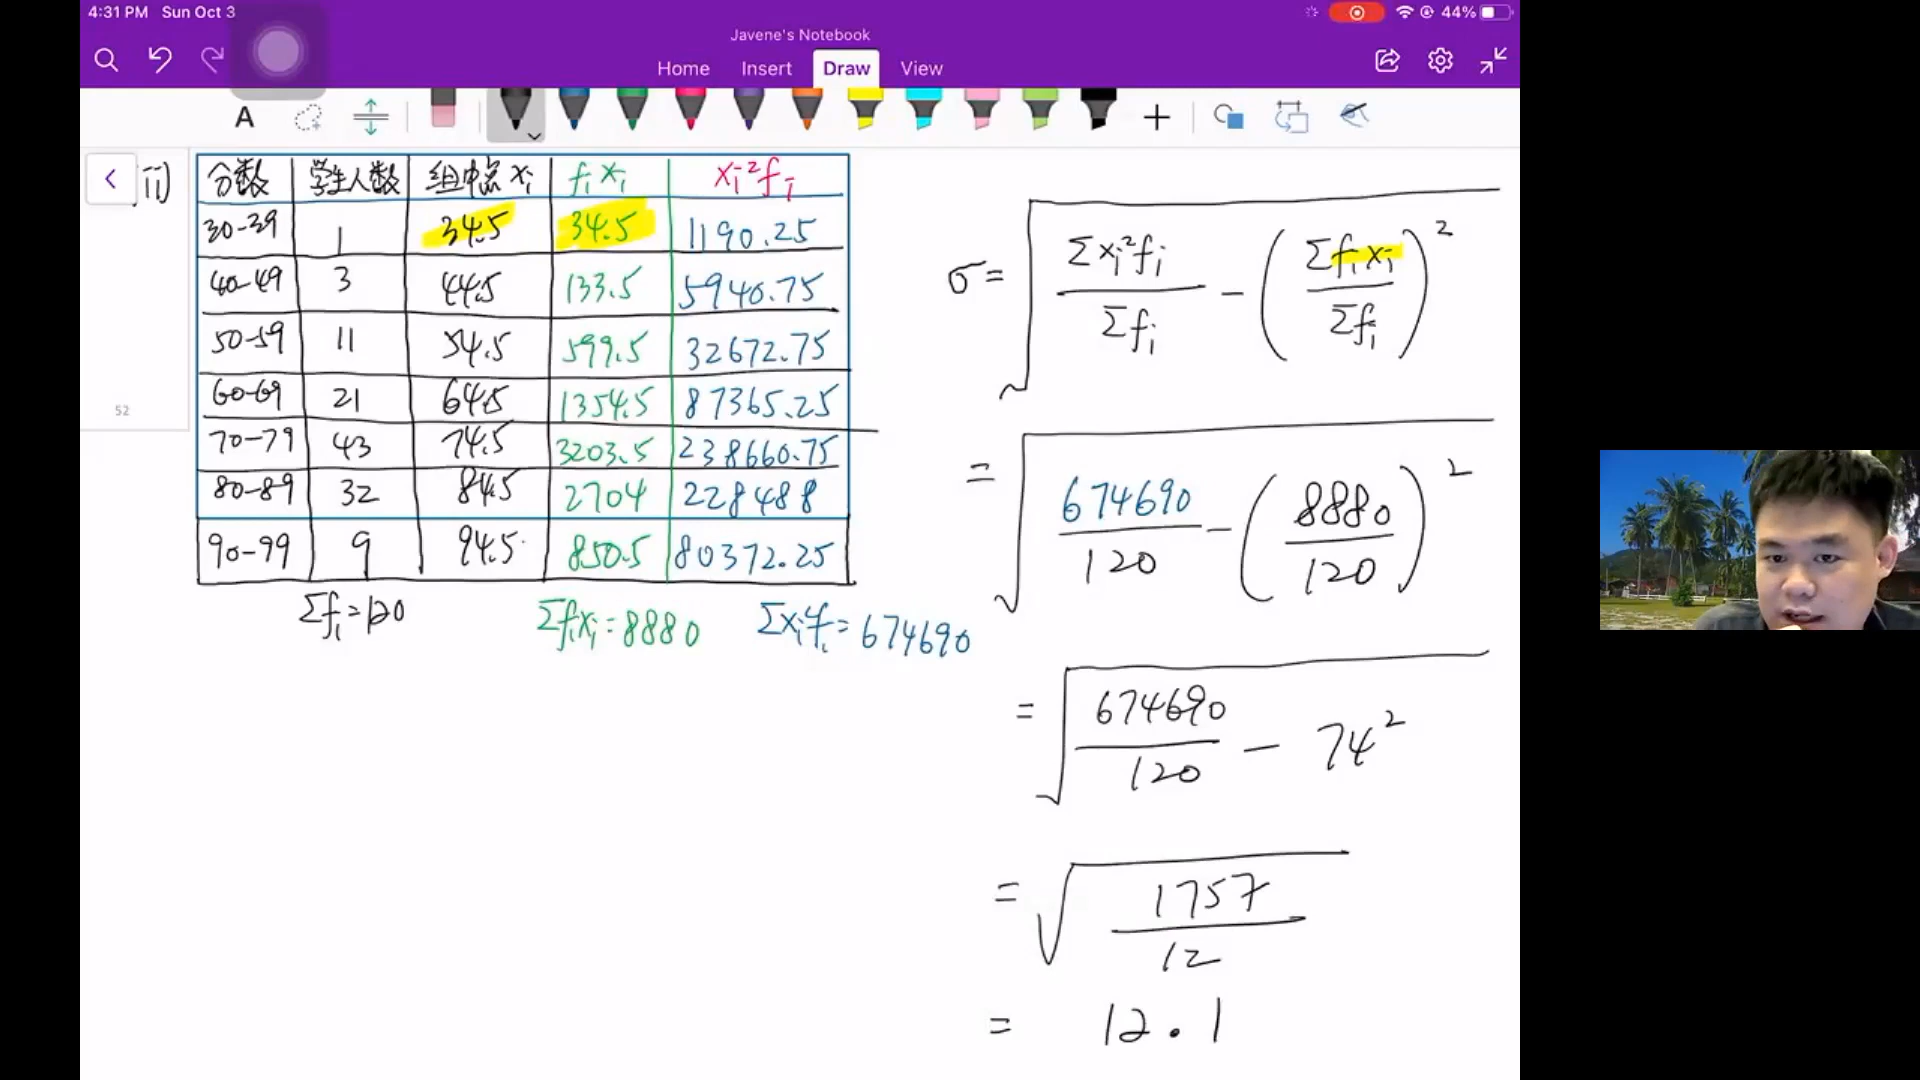 4:31 PM Sun Oct 3
44%
Javene's Notebook
Home Insert Draw View
A
ii)
52
分数 学生人数 组中点 xᵢ fᵢxᵢ xᵢ²fᵢ
30-39 1 34.5 34.5 1190.25
40-49 3 44.5 133.5 5940.75
50-59 11 54.5 599.5 32672.75
60-69 21 64.5 1354.5 87365.25
70-79 43 74.5 3203.5 238660.75
80-89 32 84.5 2704 228488
90-99 9 94.5 850.5 80372.25
Σfᵢ=120 Σfᵢxᵢ=8880 Σxᵢ²fᵢ=674690
σ= √(Σxᵢ²fᵢ/Σfᵢ − (Σfᵢxᵢ/Σfᵢ)²)
= √(674690/120 − (8880/120)²)
= √(674690/120 − 74²)
= √(1757/12)
= 12.1